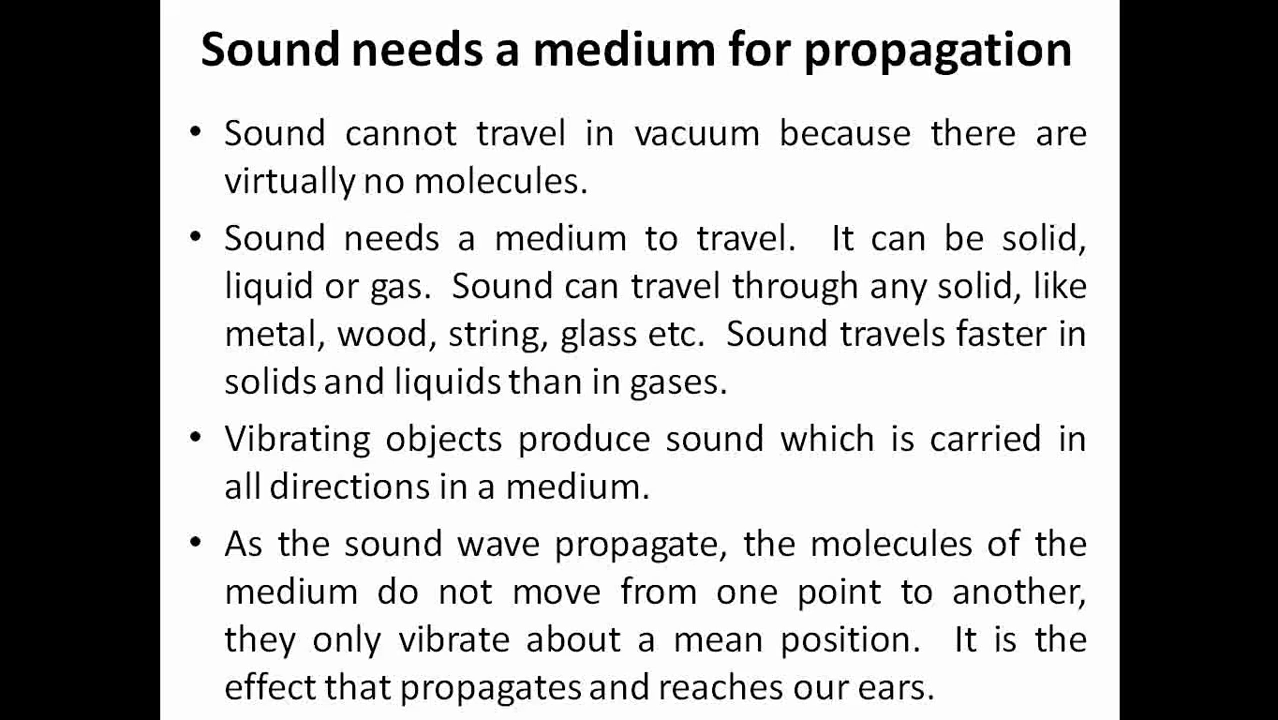 Sound needs a medium for propagation
• Sound cannot travel in vacuum because there are
virtually no molecules.
• Sound needs a medium to travel. It can be solid,
liquid or gas. Sound can travel through any solid, like
metal, wood, string, glass etc. Sound travels faster in
solids and liquids than in gases.
• Vibrating objects produce sound which is carried in
all directions in a medium.
• As the sound wave propagate, the molecules of the
medium do not move from one point to another,
they only vibrate about a mean position. It is the
effect that propagates and reaches our ears.